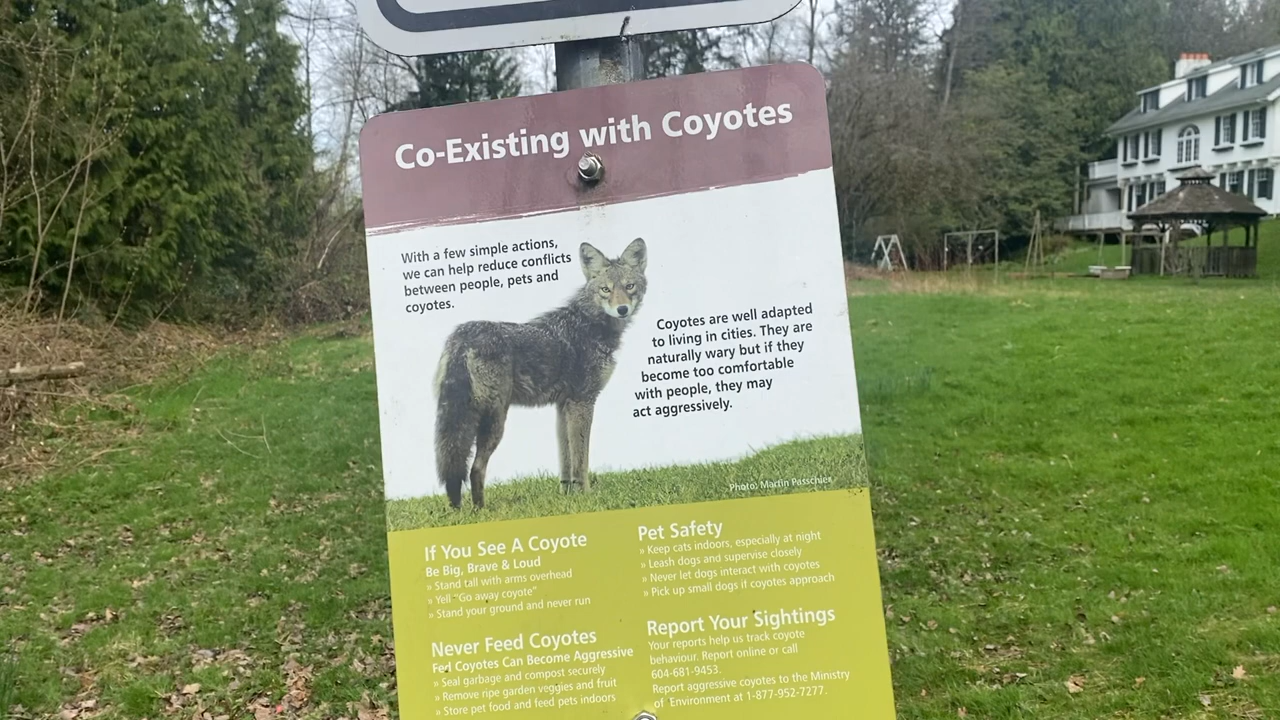 Co-Existing with Coyotes
With a few simple actions,
we can help reduce conflicts
between people, pets and
coyotes.
Coyotes are well adapted
to living in cities. They are
naturally wary but if they
become too comfortable
with people, they may
act aggressively.
Photo: Martin Passchier
If You See A Coyote
Be Big, Brave & Loud
» Stand tall with arms overhead
» Yell "Go away coyote"
» Stand your ground and never run
Never Feed Coyotes
Fed Coyotes Can Become Aggressive
» Seal garbage and compost securely
» Remove ripe garden veggies and fruit
» Store pet food and feed pets indoors
Pet Safety
» Keep cats indoors, especially at night
» Leash dogs and supervise closely
» Never let dogs interact with coyotes
» Pick up small dogs if coyotes approach
Report Your Sightings
Your reports help us track coyote
behaviour. Report online or call
604-681-9453.
Report aggressive coyotes to the Ministry
of Environment at 1-877-952-7277.